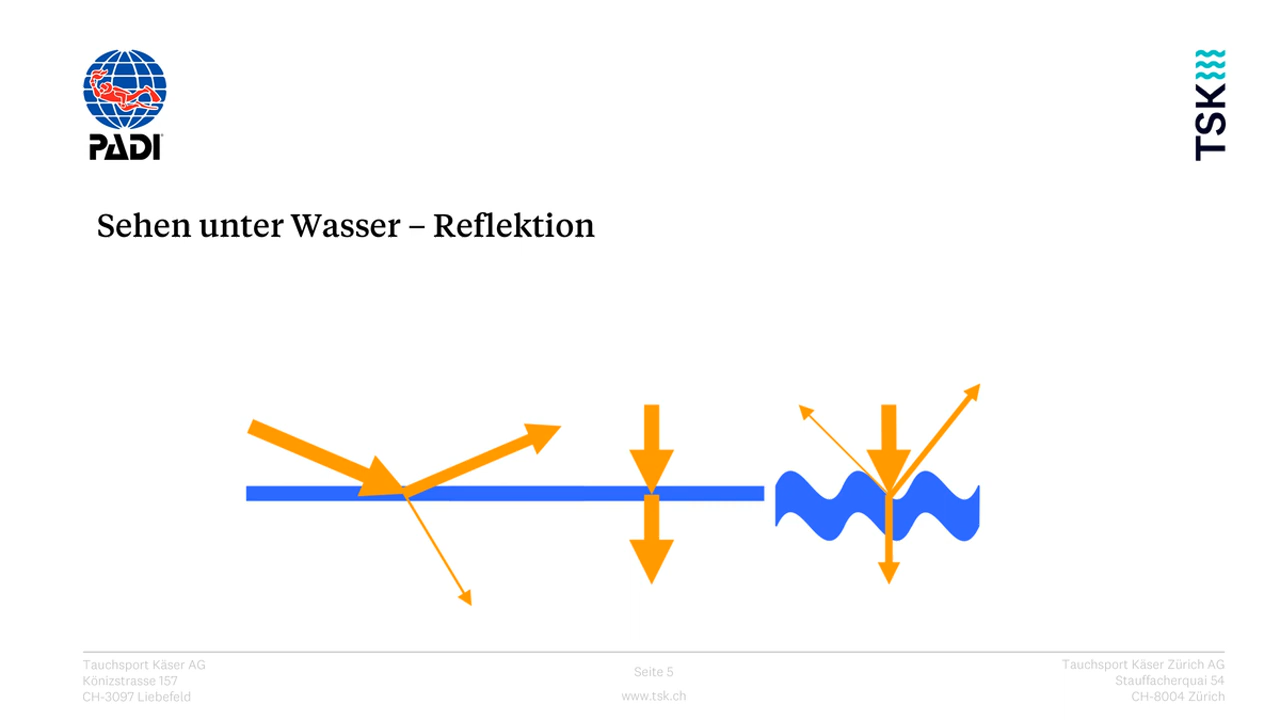 PADI
TSK
Sehen unter Wasser – Reflektion
Tauchsport Käser AG
Könizstrasse 157
CH-3097 Liebefeld
Seite 5
www.tsk.ch
Tauchsport Käser Zürich AG
Stauffacherquai 54
CH-8004 Zürich